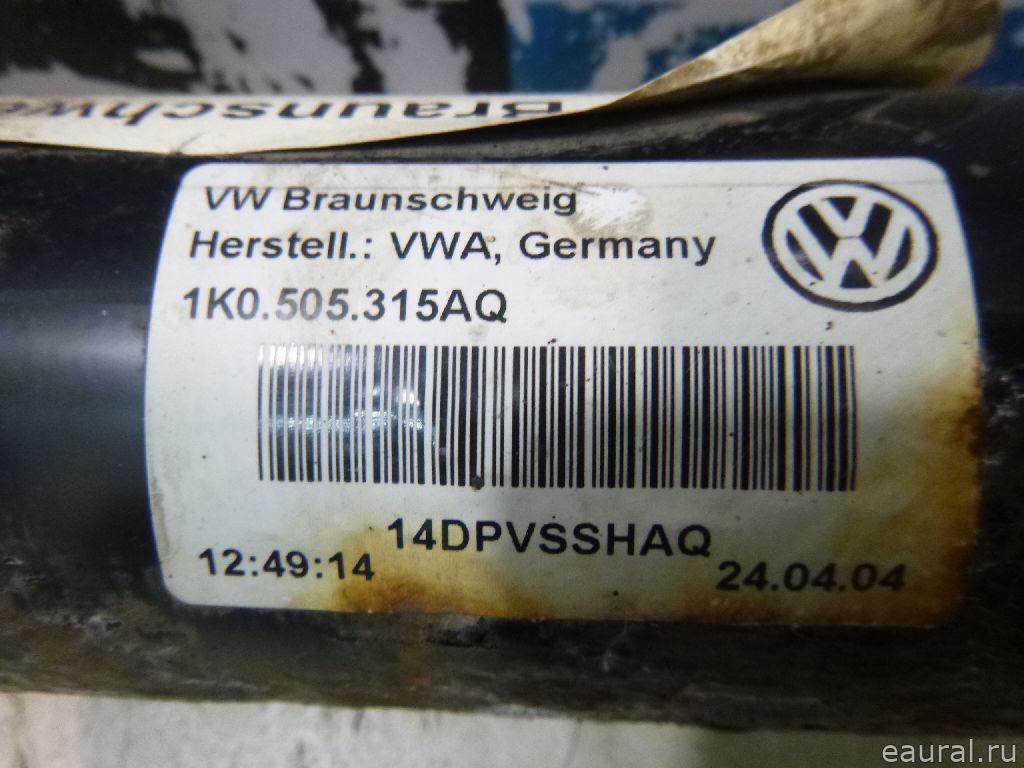 Braunschwe
VW Braunschweig
Herstell.: VWA, Germany
1K0.505.315AQ
14DPVSSHAQ
12:49:14
24.04.04
eaural.ru